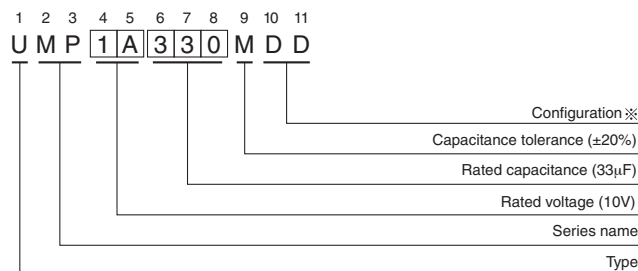 1 2 3 4 5 6 7 8 9 10 11
U M P 1 A 3 3 0 M D D
Configuration ※
Capacitance tolerance (±20%)
Rated capacitance (33μF)
Rated voltage (10V)
Series name
Type